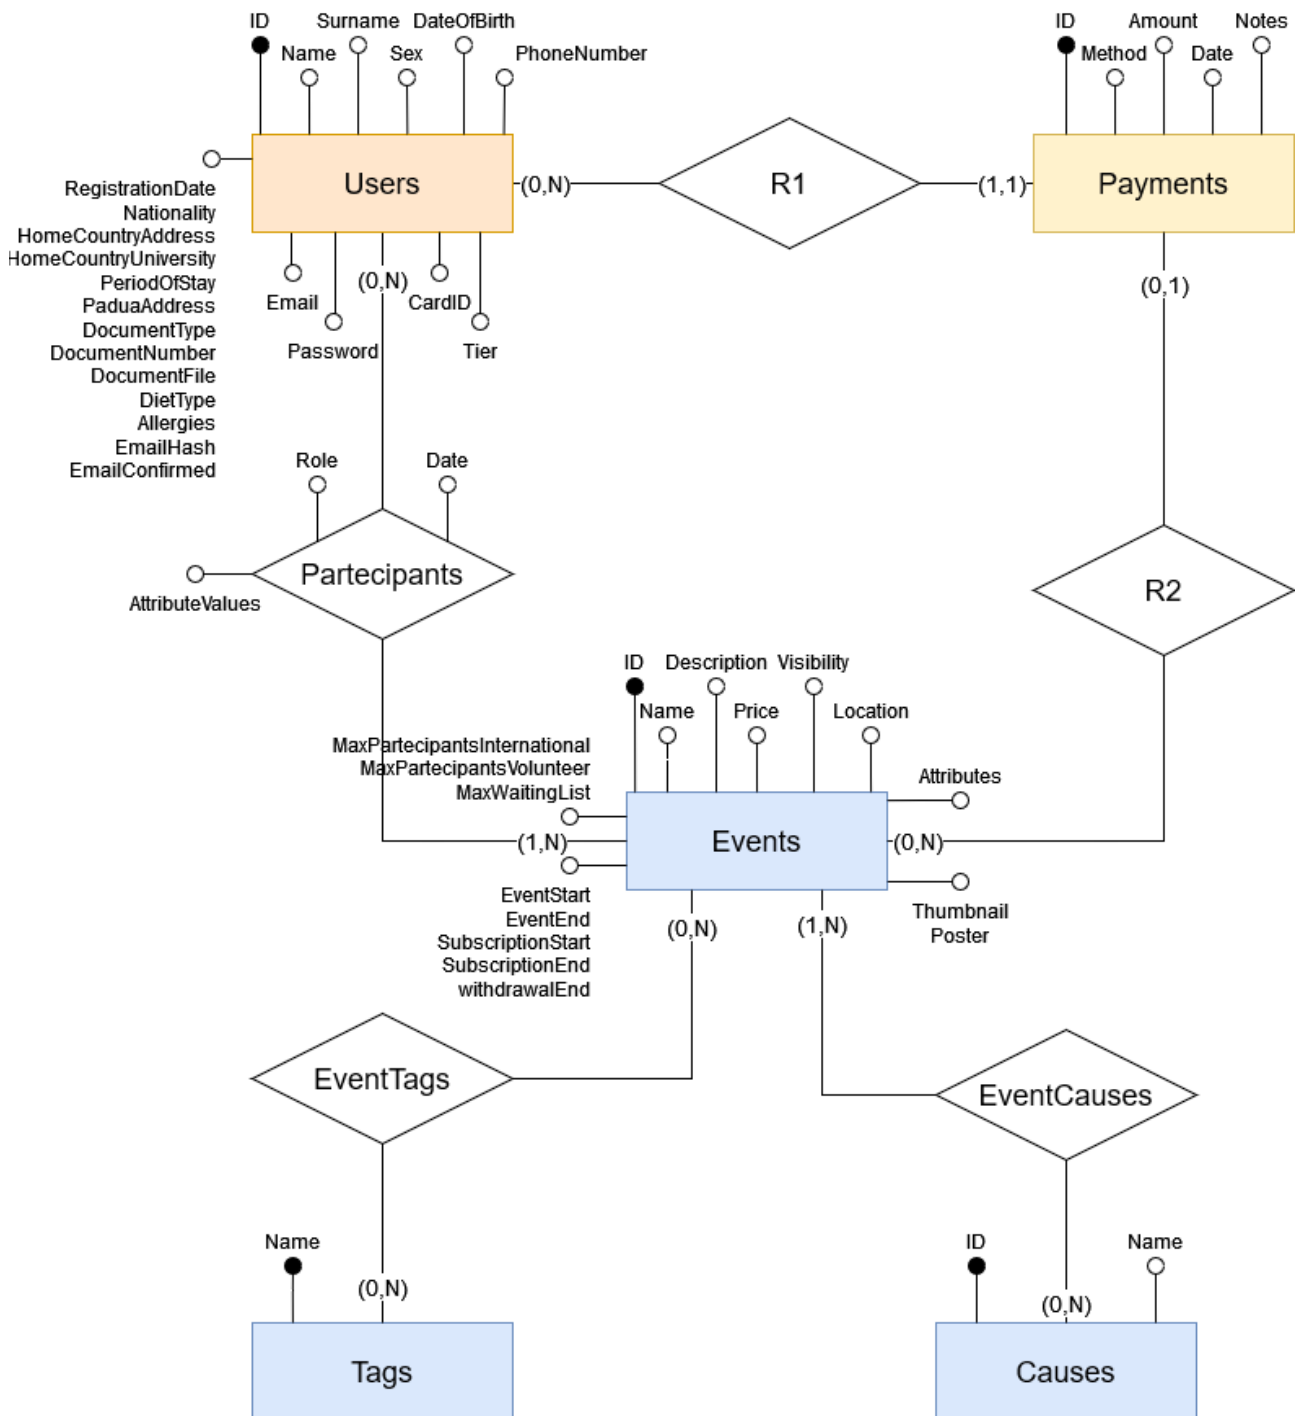 ID
Surname
DateOfBirth
Name
Sex
PhoneNumber
ID
Amount
Notes
Method
Date
Users
(0,N)
R1
(1,1)
Payments
RegistrationDate
Nationality
HomeCountryAddress
HomeCountryUniversity
PeriodOfStay
PaduaAddress
DocumentType
DocumentNumber
DocumentFile
DietType
Allergies
EmailHash
EmailConfirmed
(0,N)
Email
CardID
Password
Tier
(0,1)
Role
Date
Partecipants
AttributeValues
R2
ID
Description
Visibility
Name
Price
Location
MaxPartecipantsInternational
MaxPartecipantsVolunteer
MaxWaitingList
Attributes
(1,N)
Events
(0,N)
EventStart
EventEnd
SubscriptionStart
SubscriptionEnd
withdrawalEnd
(0,N)
(1,N)
Thumbnail
Poster
EventTags
EventCauses
Name
(0,N)
Tags
ID
Name
(0,N)
Causes